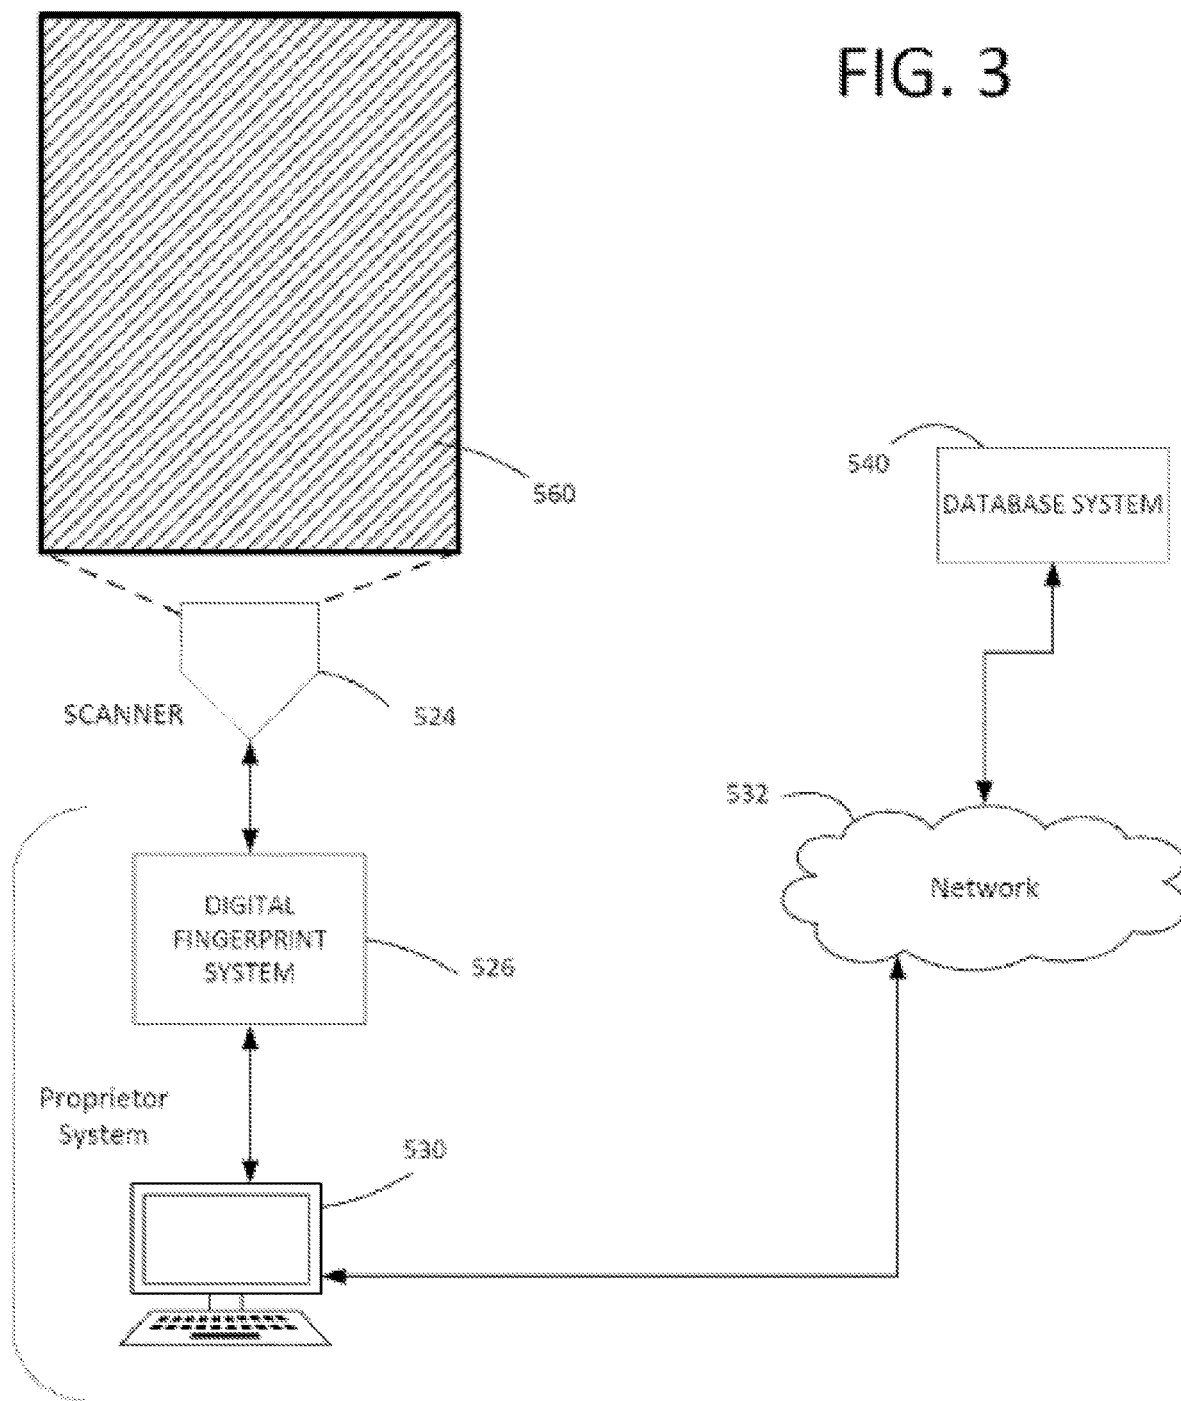 FIG. 3
560
540
DATABASE SYSTEM
SCANNER
524
532
Network
DIGITAL
FINGERPRINT
SYSTEM
526
Proprietor
System
530